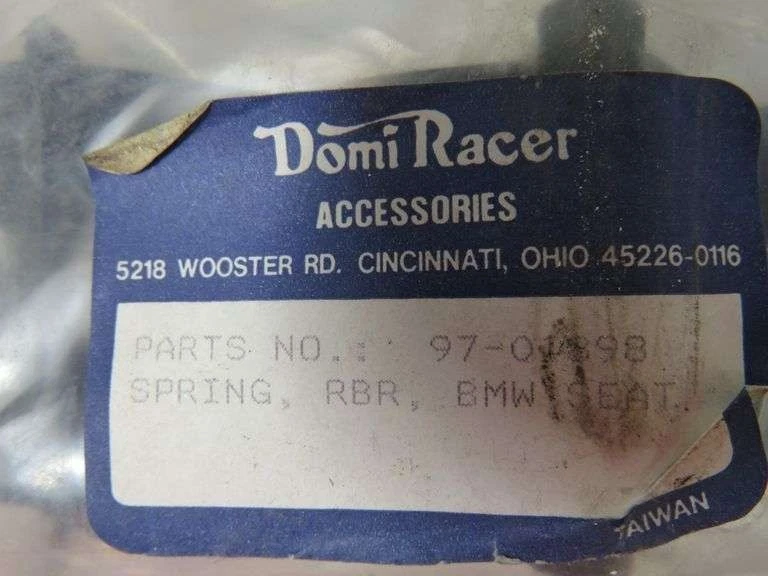 Domi Racer
ACCESSORIES
5218 WOOSTER RD. CINCINNATI, OHIO 45226-0116
PARTS NO.:
SPRING, RBR, BMW SEAT
TAIWAN